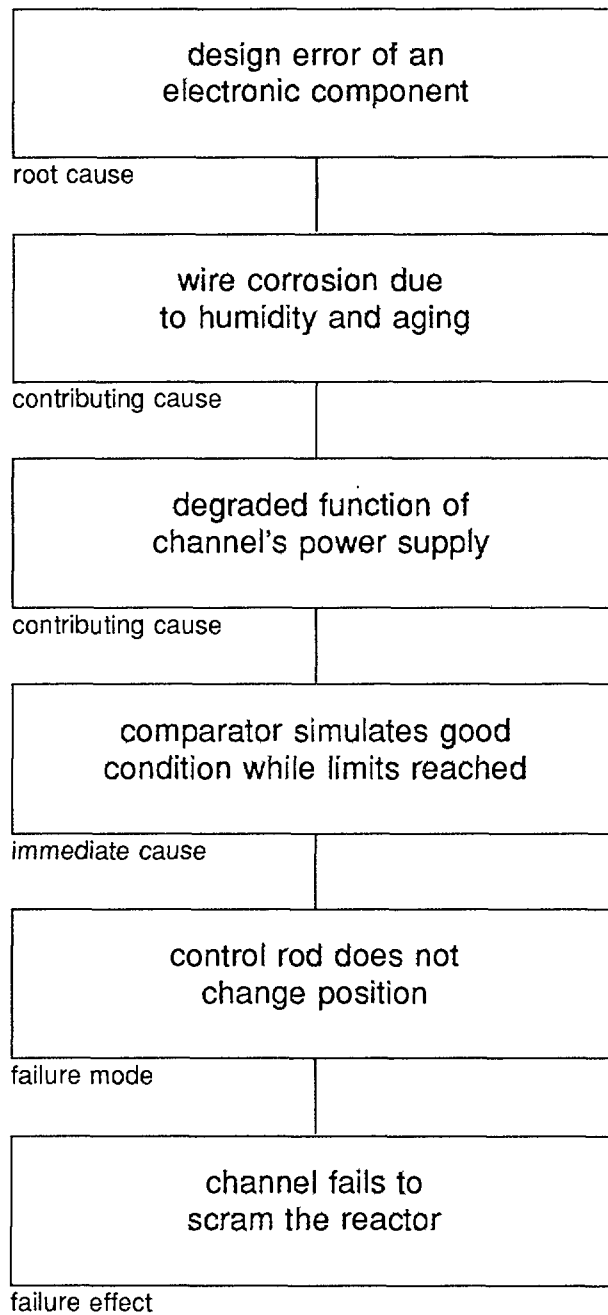 design error of an
electronic component
root cause
wire corrosion due
to humidity and aging
contributing cause
degraded function of
channel's power supply
contributing cause
comparator simulates good
condition while limits reached
immediate cause
control rod does not
change position
failure mode
channel fails to
scram the reactor
failure effect